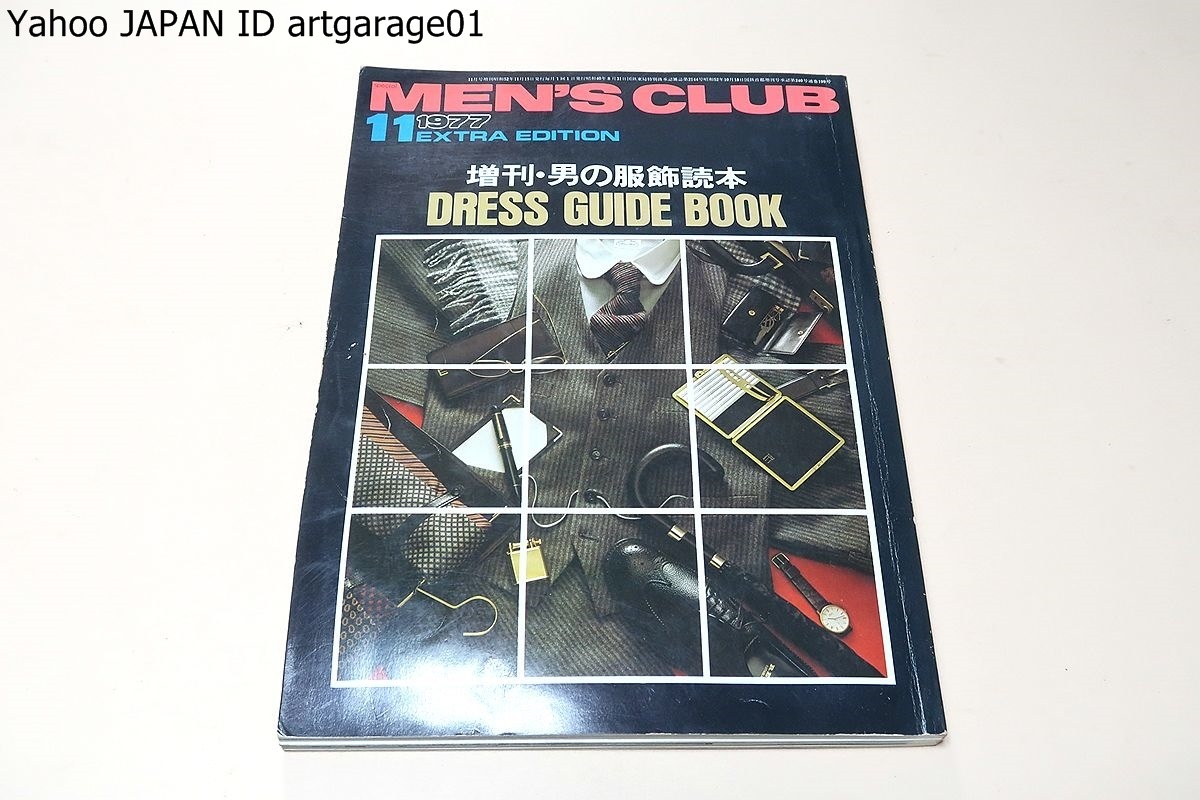 Yahoo JAPAN ID artgarage01
MEN'S CLUB
11 1977
EXTRA EDITION
増刊・男の服飾読本
DRESS GUIDE BOOK